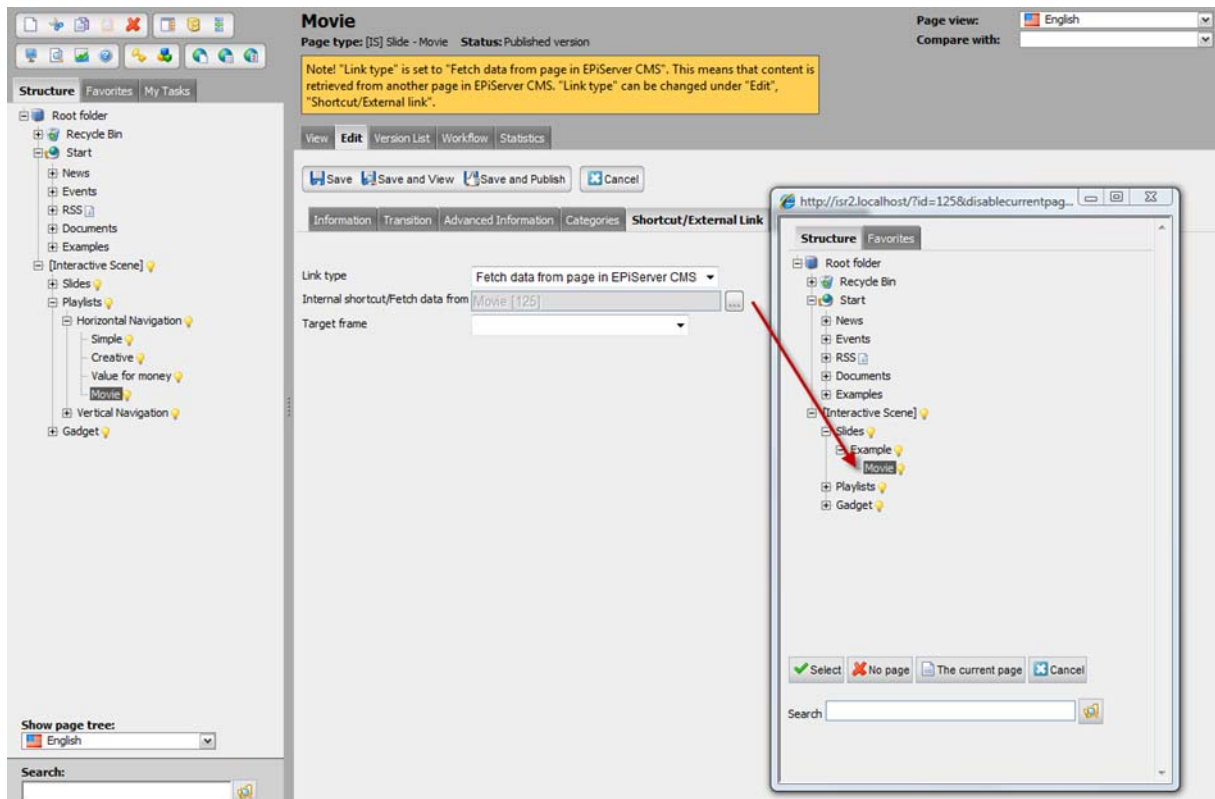 Structure Favorites My Tasks
Root folder
Recycle Bin
Start
News
Events
RSS
Documents
Examples
[Interactive Scene]
Slides
Playlists
Horizontal Navigation
Simple
Creative
Value for money
Movie
Vertical Navigation
Gadget
Show page tree:
English
Search:
Movie
Page type: [IS] Slide - Movie Status: Published version
Page view: English
Compare with:
Note! "Link type" is set to "Fetch data from page in EPiServer CMS". This means that content is
retrieved from another page in EPiServer CMS. "Link type" can be changed under "Edit",
"Shortcut/External link".
View Edit Version List Workflow Statistics
Save Save and View Save and Publish Cancel
Information Transition Advanced Information Categories Shortcut/External Link
Link type Fetch data from page in EPiServer CMS
Internal shortcut/Fetch data from Movie [125] ...
Target frame
http://isr2.localhost/?id=125&disablecurrentpag...
Structure Favorites
Root folder
Recycle Bin
Start
News
Events
RSS
Documents
Examples
[Interactive Scene]
Slides
Example
Movie
Playlists
Gadget
Select No page The current page Cancel
Search